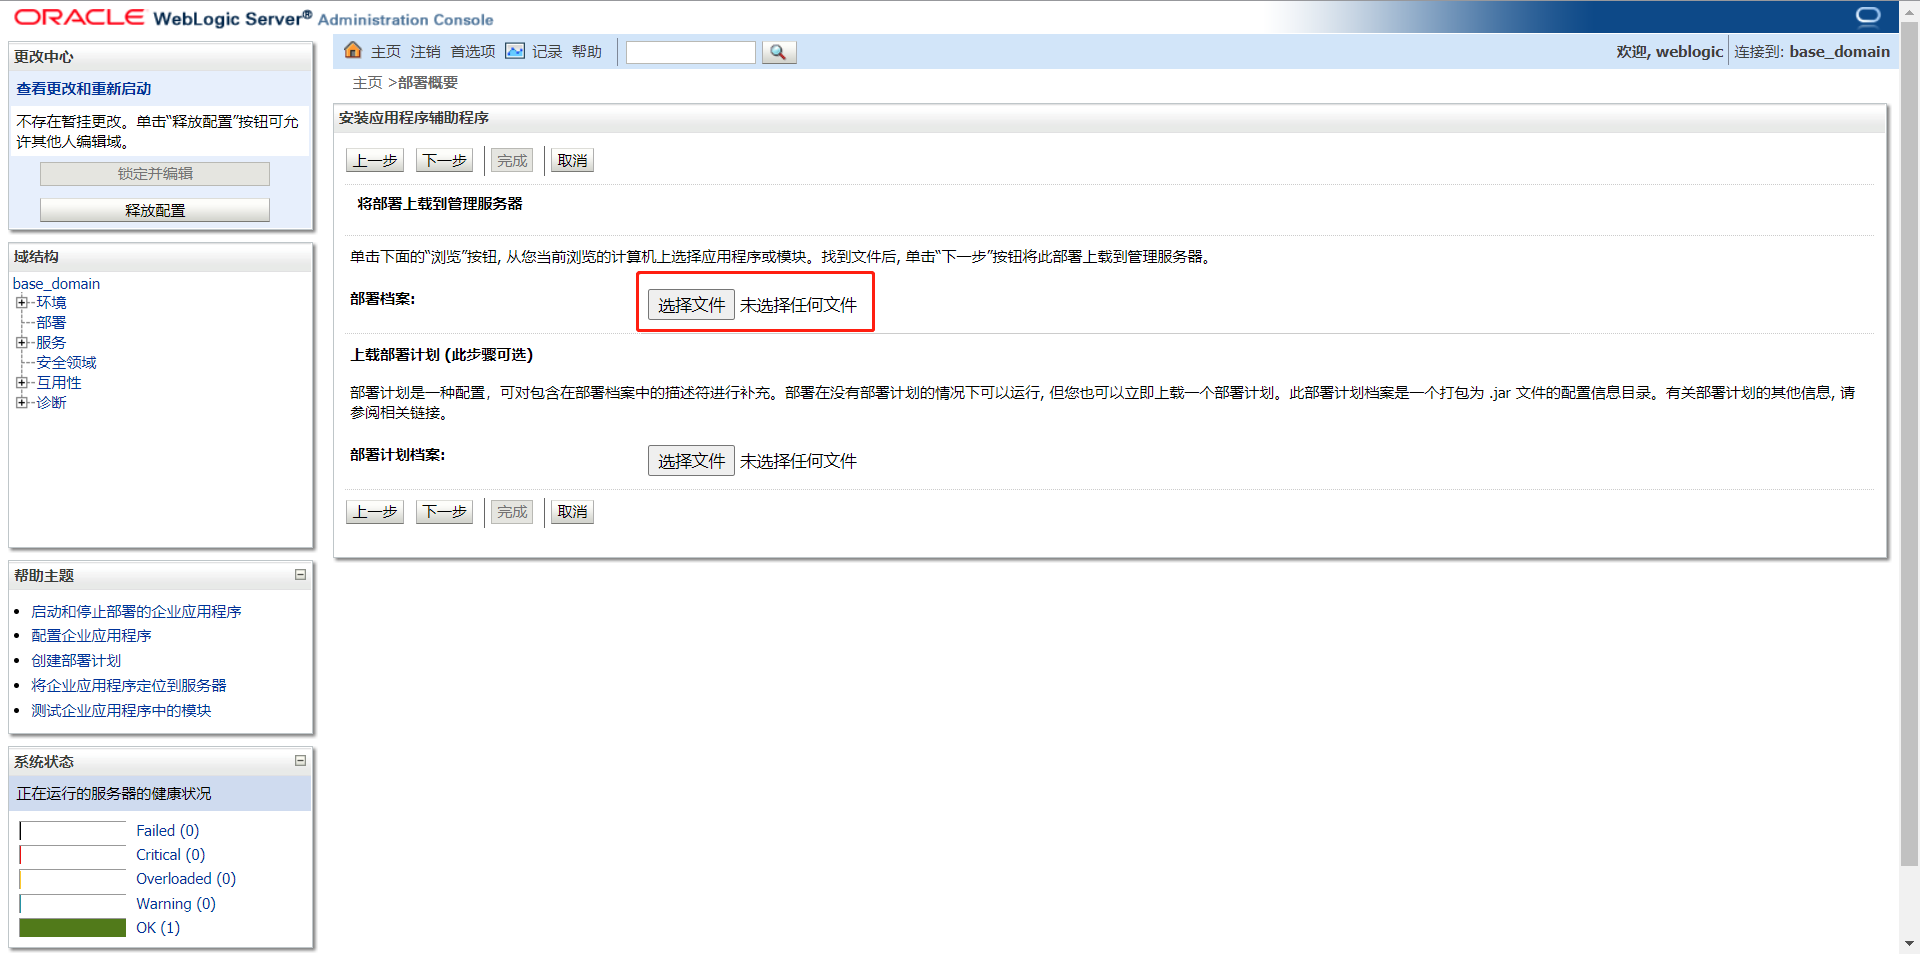 ORACLE WebLogic Server® Administration Console
更改中心
查看更改和重新启动
不存在暂挂更改。单击“释放配置”按钮可允
许其他人编辑域。
锁定并编辑
释放配置
域结构
base_domain
环境
部署
服务
安全领域
互用性
诊断
帮助主题
启动和停止部署的企业应用程序
配置企业应用程序
创建部署计划
将企业应用程序定位到服务器
测试企业应用程序中的模块
系统状态
正在运行的服务器的健康状况
Failed (0)
Critical (0)
Overloaded (0)
Warning (0)
OK (1)
主页 注销 首选项 记录 帮助
欢迎, weblogic 连接到: base_domain
主页 >部署概要
安装应用程序辅助程序
上一步 下一步 完成 取消
将部署上载到管理服务器
单击下面的“浏览”按钮, 从您当前浏览的计算机上选择应用程序或模块。找到文件后, 单击“下一步”按钮将此部署上载到管理服务器。
部署档案: 选择文件 未选择任何文件
上载部署计划 (此步骤可选)
部署计划是一种配置，可对包含在部署档案中的描述符进行补充。部署在没有部署计划的情况下可以运行, 但您也可以立即上载一个部署计划。此部署计划档案是一个打包为 .jar 文件的配置信息目录。有关部署计划的其他信息, 请
参阅相关链接。
部署计划档案: 选择文件 未选择任何文件
上一步 下一步 完成 取消